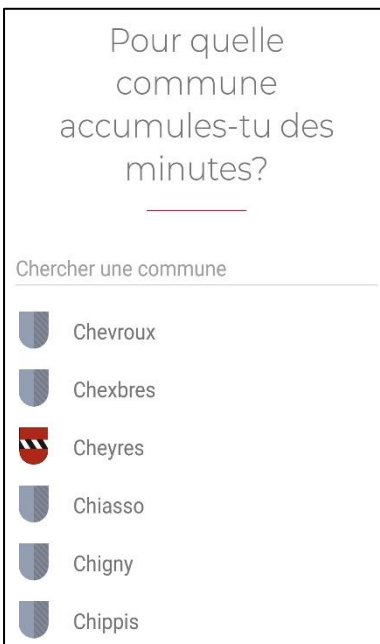 Pour quelle
commune
accumules-tu des
minutes?
Chercher une commune
Chevroux
Chexbres
Cheyres
Chiasso
Chigny
Chippis